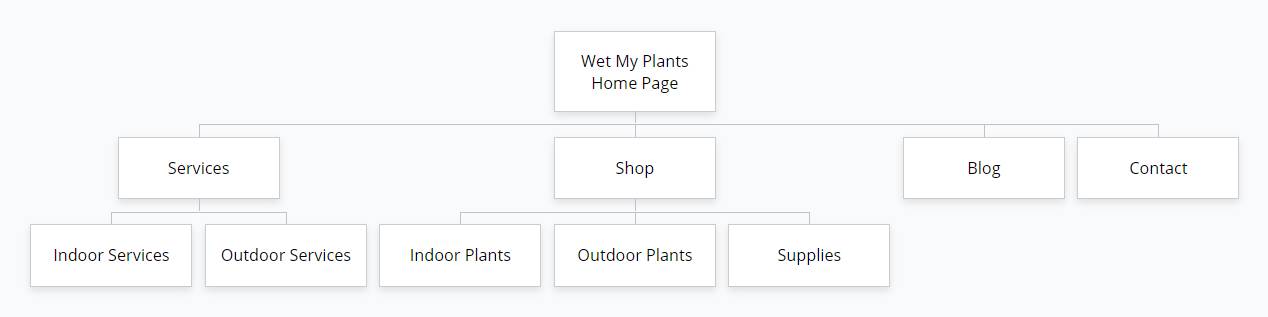 Wet My Plants
Home Page
Services
Shop
Blog
Contact
Indoor Services
Outdoor Services
Indoor Plants
Outdoor Plants
Supplies